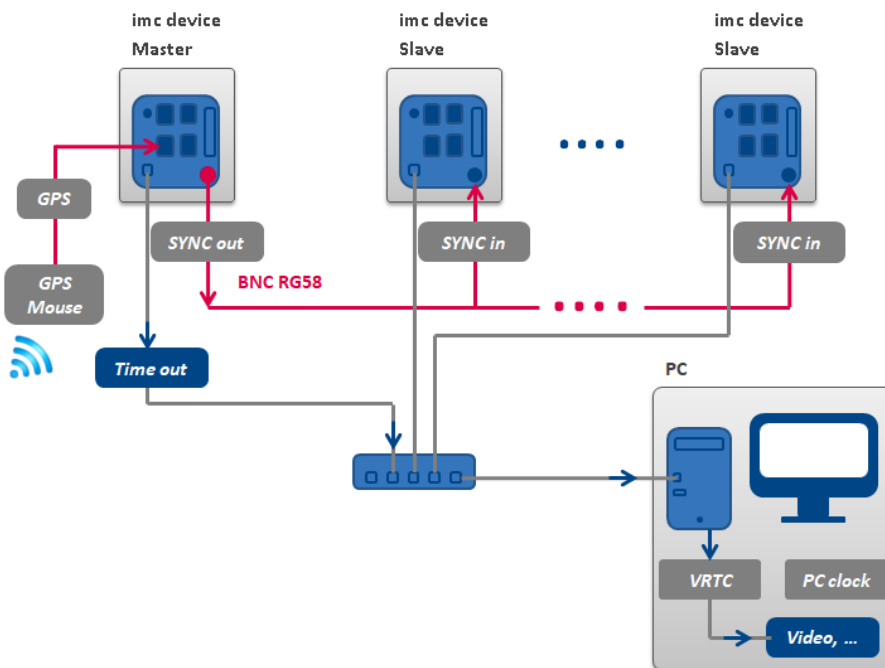 imc device
Master
imc device
Slave
imc device
Slave
GPS
SYNC out
SYNC in
SYNC in
GPS
Mouse
BNC RG58
Time out
PC
VRTC
PC clock
Video, ...